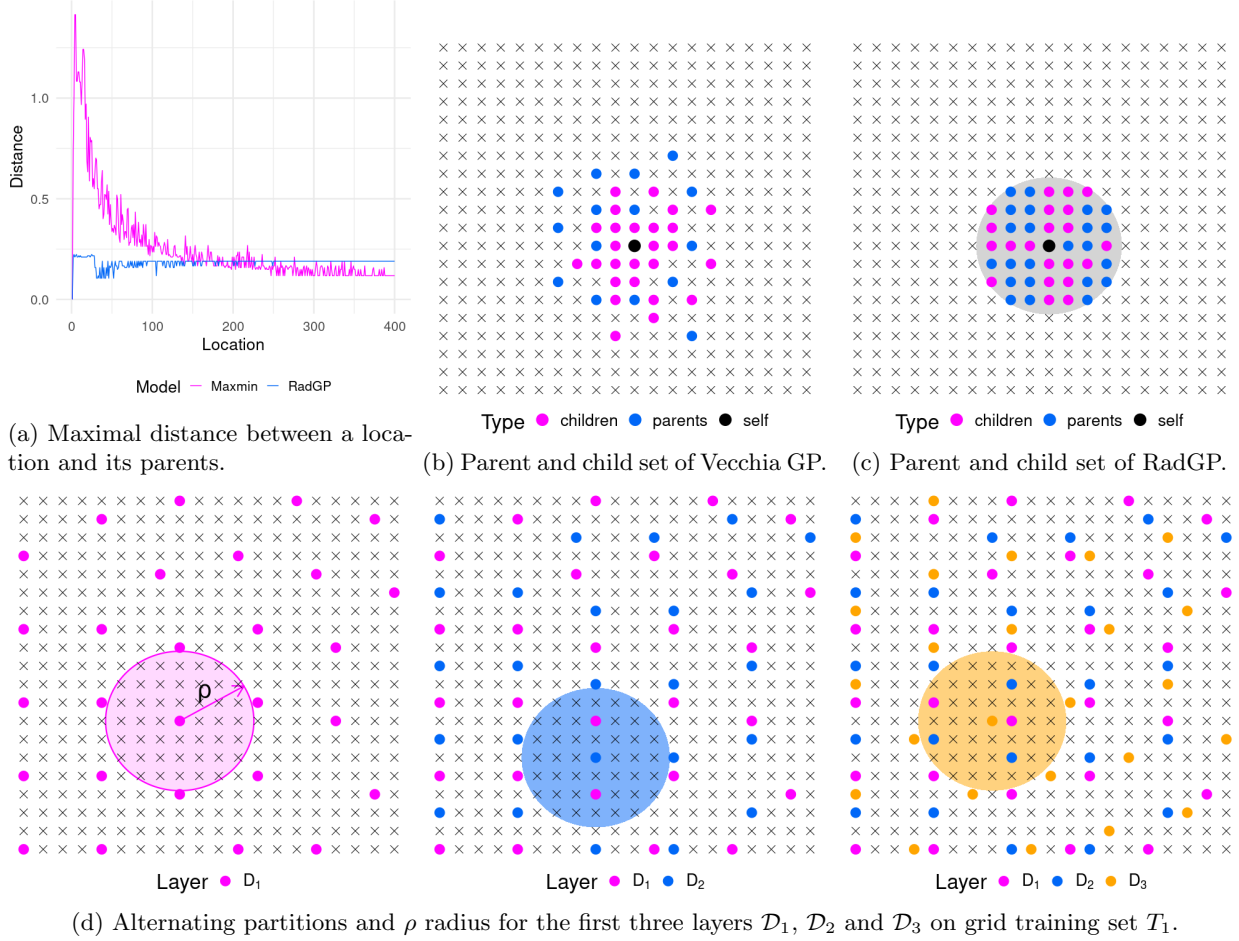 Distance
1.0
0.5
0.0
0
100
200
300
400
Location
Model Maxmin RadGP
(a) Maximal distance between a loca-
tion and its parents.
Type children parents self
(b) Parent and child set of Vecchia GP.
Type children parents self
(c) Parent and child set of RadGP.
ρ
Layer D1
Layer D1 D2
Layer D1 D2 D3
(d) Alternating partitions and ρ radius for the first three layers 𝒟1, 𝒟2 and 𝒟3 on grid training set T1.